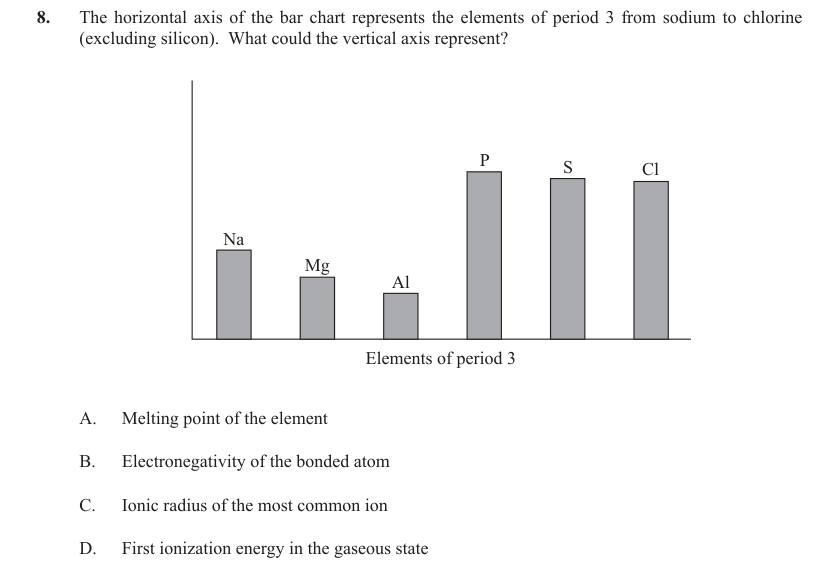 8. The horizontal axis of the bar chart represents the elements of period 3 from sodium to chlorine
(excluding silicon). What could the vertical axis represent?
P
S
Cl
Na
Mg
Al
Elements of period 3
A. Melting point of the element
B. Electronegativity of the bonded atom
C. Ionic radius of the most common ion
D. First ionization energy in the gaseous state